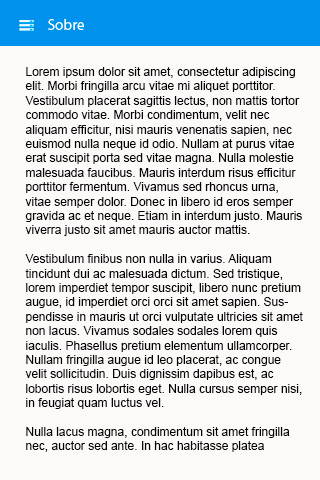 Sobre
Lorem ipsum dolor sit amet, consectetur adipiscing
elit. Morbi fringilla arcu vitae mi aliquet porttitor.
Vestibulum placerat sagittis lectus, non mattis tortor
commodo vitae. Morbi condimentum, velit nec
aliquam efficitur, nisi mauris venenatis sapien, nec
euismod nulla neque id odio. Nullam at purus vitae
erat suscipit porta sed vitae magna. Nulla molestie
malesuada faucibus. Mauris interdum risus efficitur
porttitor fermentum. Vivamus sed rhoncus urna,
vitae semper dolor. Donec in libero id eros semper
gravida ac et neque. Etiam in interdum justo. Mauris
viverra justo sit amet mauris auctor mattis.
Vestibulum finibus non nulla in varius. Aliquam
tincidunt dui ac malesuada dictum. Sed tristique,
lorem imperdiet tempor suscipit, libero nunc pretium
augue, id imperdiet orci orci sit amet sapien. Sus-
pendisse in mauris ut orci vulputate ultricies sit amet
non lacus. Vivamus sodales sodales lorem quis
iaculis. Phasellus pretium elementum ullamcorper.
Nullam fringilla augue id leo placerat, ac congue
velit sollicitudin. Duis dignissim dapibus est, ac
lobortis risus lobortis eget. Nulla cursus semper nisi,
in feugiat quam luctus vel.
Nulla lacus magna, condimentum sit amet fringilla
nec, auctor sed ante. In hac habitasse platea